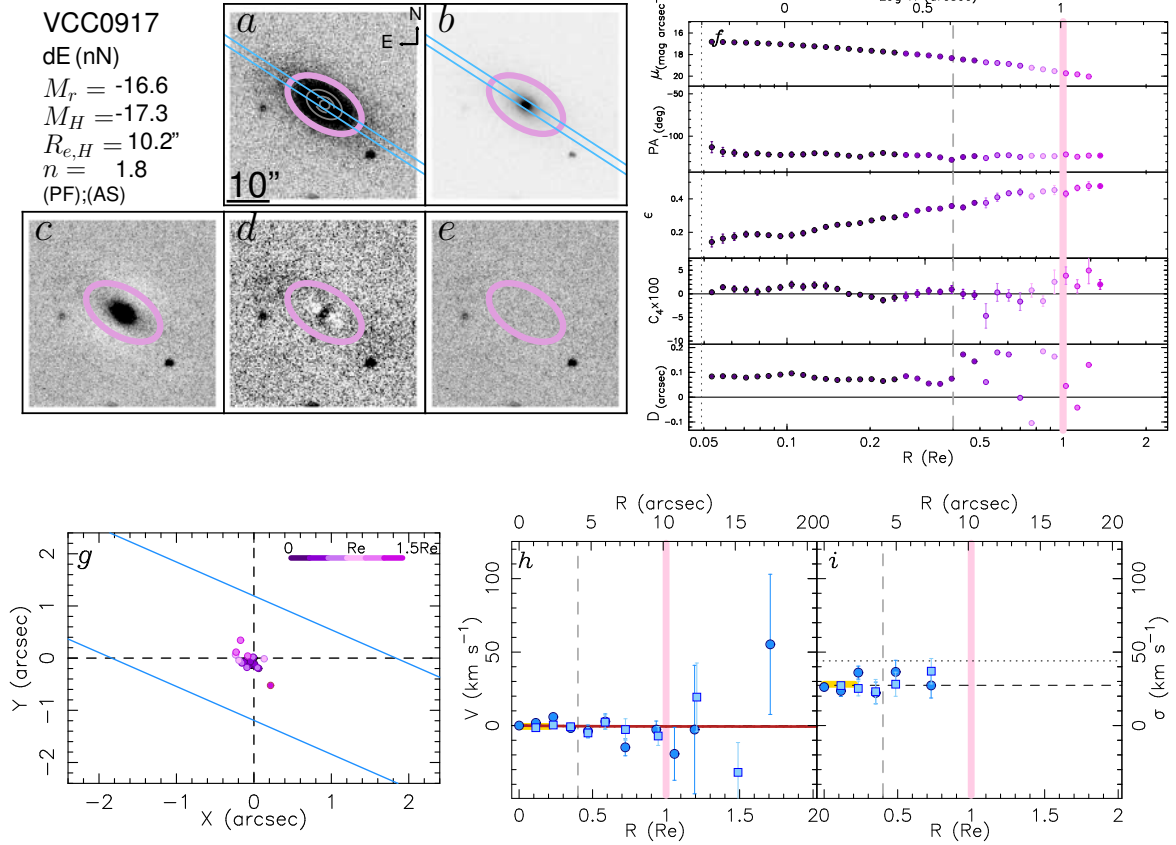 VCC0917
dE (nN)
M_r = -16.6
M_H = -17.3
R_{e,H} = 10.2"
n = 1.8
(PF);(AS)
a
N
E
10"
b
c
d
e
0 0.5 1
f
μ (mag arcsec⁻
16
18
20
PA (deg)
-50
-100
ε
0.4
0.2
C₄×100
5
0
-5
-10
D (arcsec)
0.2
0.1
0
-0.1
0.05 0.1 0.2 0.5 1 2
R (Re)
g
0 Re 1.5Re
Y (arcsec)
2
1
0
-1
-2
-2 -1 0 1 2
X (arcsec)
R (arcsec) R (arcsec)
0 5 10 15 20 0 5 10 15 20
h
i
V (km s⁻¹)
100
50
0
100
50
0
σ (km s⁻¹)
0 0.5 1 1.5 20 0.5 1 1.5 2
R (Re) R (Re)